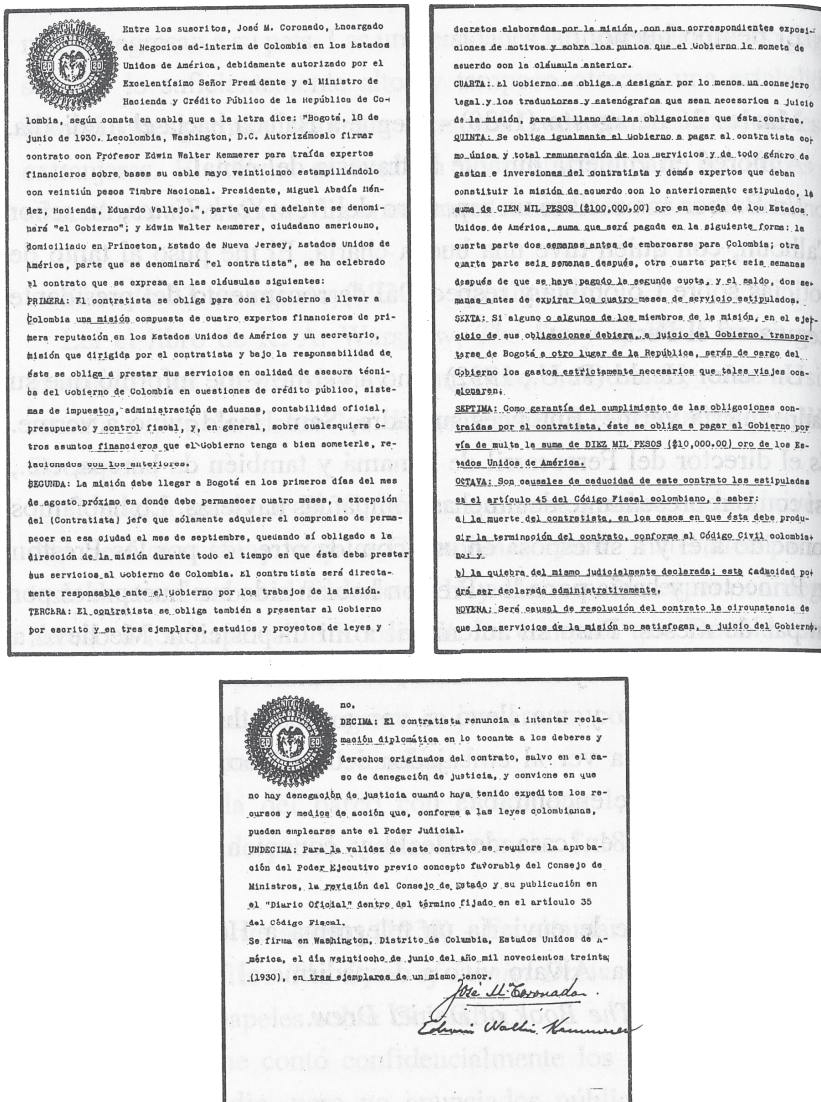 Entre los suscritos, José M. Coronado, Encargado
de Negocios ad-interim de Colombia en los Estados
Unidos de América, debidamente autorizado por el
Excelentísimo Señor Presidente y el Ministro de
Hacienda y Crédito Público de la República de Co-
lombia, según consta en cable que a la letra dice: "Bogotá, 18 de
junio de 1930. Lecolombia, Washington, D.C. Autorízamoslo firmar
contrato con Profesor Edwin Walter Kemmerer para traída expertos
financieros sobre bases su cable mayo veinticinco estampillándolo
con veintiún pesos Timbre Nacional. Presidente, Miguel Abadía Mén-
dez, Hacienda, Eduardo Vallejo.", parte que en adelante se denomi-
nará "el Gobierno"; y Edwin Walter Kemmerer, ciudadano americano,
domiciliado en Princeton, Estado de Nueva Jersey, Estados Unidos de
América, parte que se denominará "el contratista", se ha celebrado
el contrato que se expresa en las cláusulas siguientes:
PRIMERA: El contratista se obliga para con el Gobierno a llevar a
Colombia una misión compuesta de cuatro expertos financieros de pri-
mera reputación en los Estados Unidos de América y un secretario,
misión que dirigida por el contratista y bajo la responsabilidad de
éste se obliga a prestar sus servicios en calidad de asesora técni-
ca del Gobierno de Colombia en cuestiones de crédito público, siste-
mas de impuestos, administración de aduanas, contabilidad oficial,
presupuesto y control fiscal, y, en general, sobre cualesquiera o-
tros asuntos financieros que el Gobierno tenga a bien someterle, re-
lacionados con los anteriores.
SEGUNDA: La misión debe llegar a Bogotá en los primeros días del mes
de agosto próximo en donde debe permanecer cuatro meses, a excepción
del (Contratista) jefe que sólamente adquiere el compromiso de perma-
necer en esa ciudad el mes de septiembre, quedando sí obligado a la
dirección de la misión durante todo el tiempo en que ésta deba prestar
sus servicios al Gobierno de Colombia. El contratista será directa-
mente responsable ante el Gobierno por los trabajos de la misión.
TERCERA: El contratista se obliga también a presentar al Gobierno
por escrito y en tres ejemplares, estudios y proyectos de leyes y
decretos elaborados por la misión, con sus correspondientes exposi-
ciones de motivos y sobre los puntos que el Gobierno le someta de
acuerdo con la cláusula anterior.
CUARTA: El Gobierno se obliga a designar por lo menos un consejero
legal y los traductores y estenógrafos que sean necesarios a juicio
de la misión, para el lleno de las obligaciones que ésta contrae.
QUINTA: Se obliga igualmente el Gobierno a pagar al contratista co-
mo única y total remuneración de los servicios y de todo género de
gastos e inversiones del contratista y demás expertos que deban
constituir la misión de acuerdo con lo anteriormente estipulado, la
suma de CIEN MIL PESOS ($100,000,00) oro en moneda de los Estados
Unidos de América, suma que será pagada en la siguiente forma: la
cuarta parte dos semanas antes de embarcarse para Colombia; otra
cuarta parte seis semanas después, otra cuarta parte seis semanas
después de que se haya pagado la segunda cuota, y el saldo, dos se-
manas antes de expirar los cuatro meses de servicio estipulados.
SEXTA: Si alguno o algunos de los miembros de la misión, en el ejer-
cicio de sus obligaciones debiera, a juicio del Gobierno, transpor-
tarse de Bogotá a otro lugar de la República, serán de cargo del
Gobierno los gastos estrictamente necesarios que tales viajes oca-
sionaren;
SEPTIMA: Como garantía del cumplimiento de las obligaciones con-
traídas por el contratista, éste se obliga a pagar al Gobierno por
vía de multa la suma de DIEZ MIL PESOS ($10,000.00) oro de los Es-
tados Unidos de América.
OCTAVA: Son causales de caducidad de este contrato las estipuladas
en el artículo 45 del Código Fiscal colombiano, a saber:
a) la muerte del contratista, en los casos en que ésta debe produ-
cir la terminación del contrato, conforme al Código Civil colombia-
no; y
b) la quiebra del mismo judicialmente declarada; esta caducidad po-
drá ser declarada administrativamente.
NOVENA: Será causal de resolución del contrato la circunstancia de
que los servicios de la misión no satisfagan, a juicio del Gobierno,
no.
DECIMA: El contratista renuncia a intentar recla-
mación diplomática en lo tocante a los deberes y
derechos originados del contrato, salvo en el ca-
so de denegación de justicia, y conviene en que
no hay denegación de justicia cuando haya tenido expeditos los re-
cursos y medios de acción que, conforme a las leyes colombianas,
pueden emplearse ante el Poder Judicial.
UNDECIMA: Para la validez de este contrato se requiere la aproba-
ción del Poder Ejecutivo previo concepto favorable del Consejo de
Ministros, la revisión del Consejo de Estado y su publicación en
el "Diario Oficial" dentro del término fijado en el artículo 35
del Código Fiscal.
Se firma en Washington, Distrito de Columbia, Estados Unidos de A-
mérica, el día veintiocho de junio del año mil novecientos treinta
(1930), en tres ejemplares de un mismo tenor.
José M. Coronado.
Edwin Walter Kemmerer